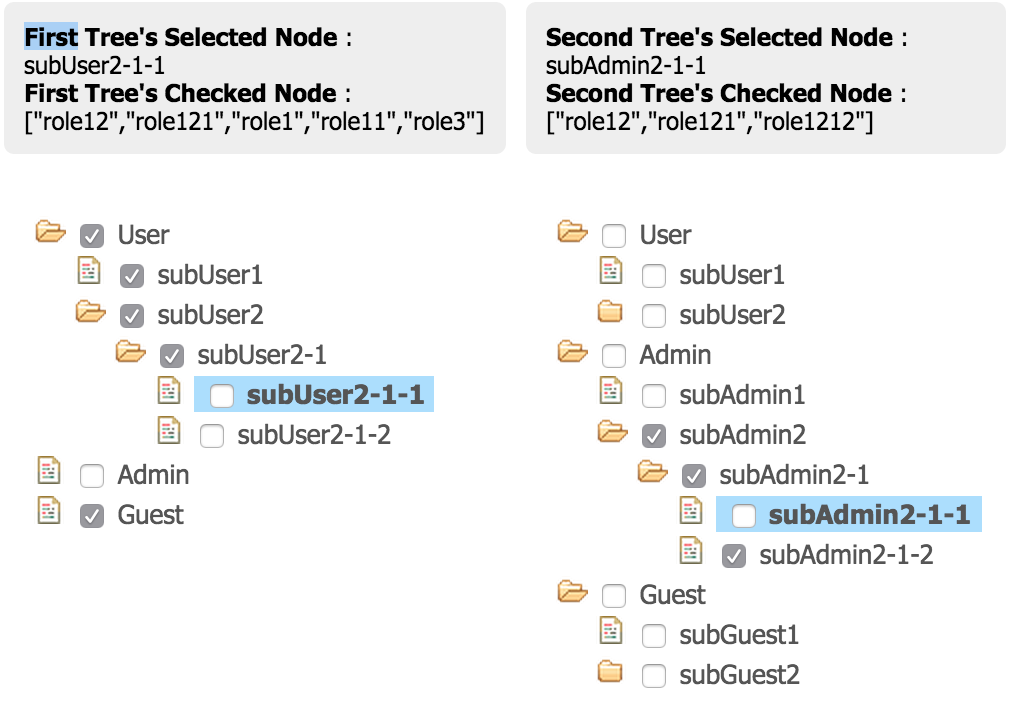 First Tree's Selected Node :
subUser2-1-1
First Tree's Checked Node :
["role12","role121","role1","role11","role3"]
Second Tree's Selected Node :
subAdmin2-1-1
Second Tree's Checked Node :
["role12","role121","role1212"]
User
subUser1
subUser2
subUser2-1
subUser2-1-1
subUser2-1-2
Admin
Guest
User
subUser1
subUser2
Admin
subAdmin1
subAdmin2
subAdmin2-1
subAdmin2-1-1
subAdmin2-1-2
Guest
subGuest1
subGuest2